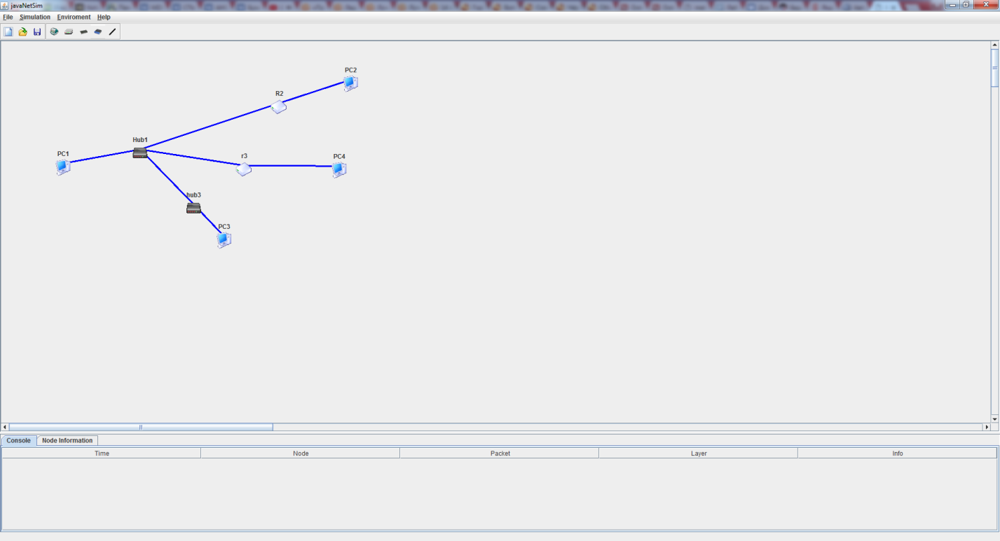 javaNetSim
File Simulation Enviroment Help
PC2
R2
Hub1
PC1
r3
PC4
hub3
PC3
Console Node Information
Time Node Packet Layer Info